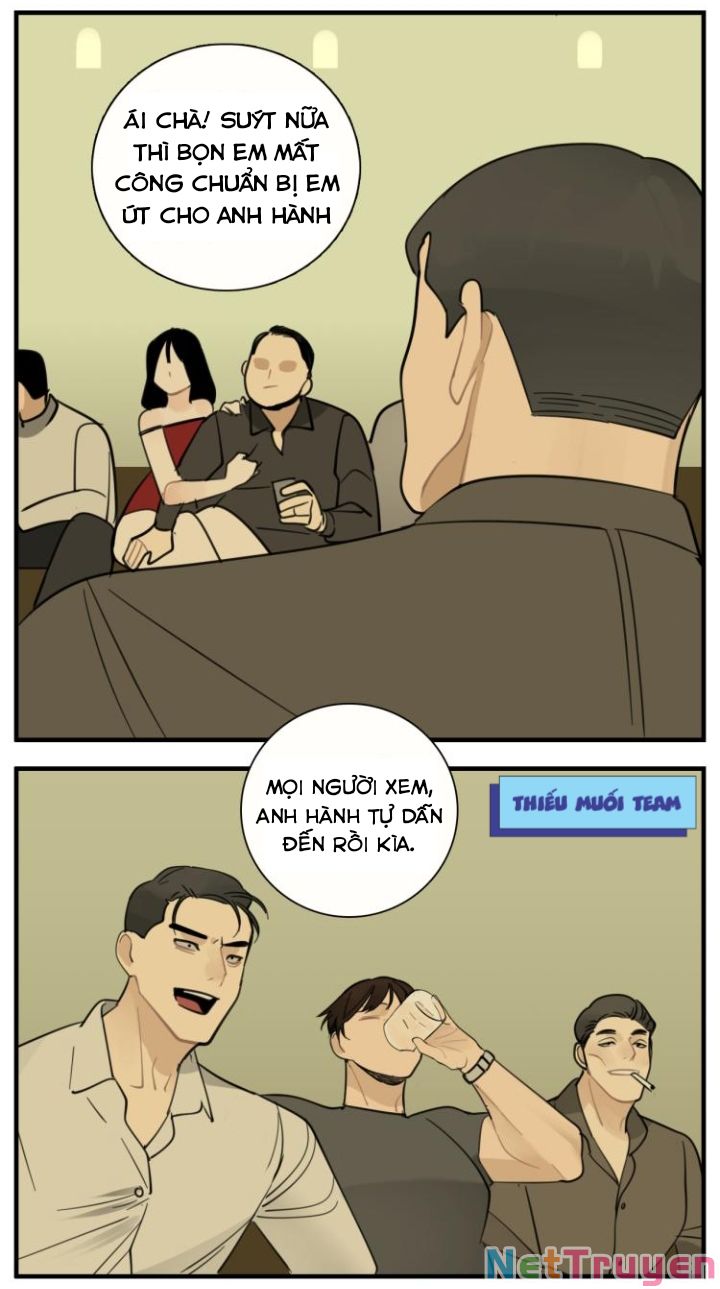 ÁI CHÀ! SUÝT NỮA
THÌ BỌN EM MẤT
CÔNG CHUẨN BỊ EM
ÚT CHO ANH HÀNH
MỌI NGƯỜI XEM,
ANH HÀNH TỰ DẪN
ĐẾN RỒI KÌA.
THIẾU MUỐI TEAM
NetTruyen